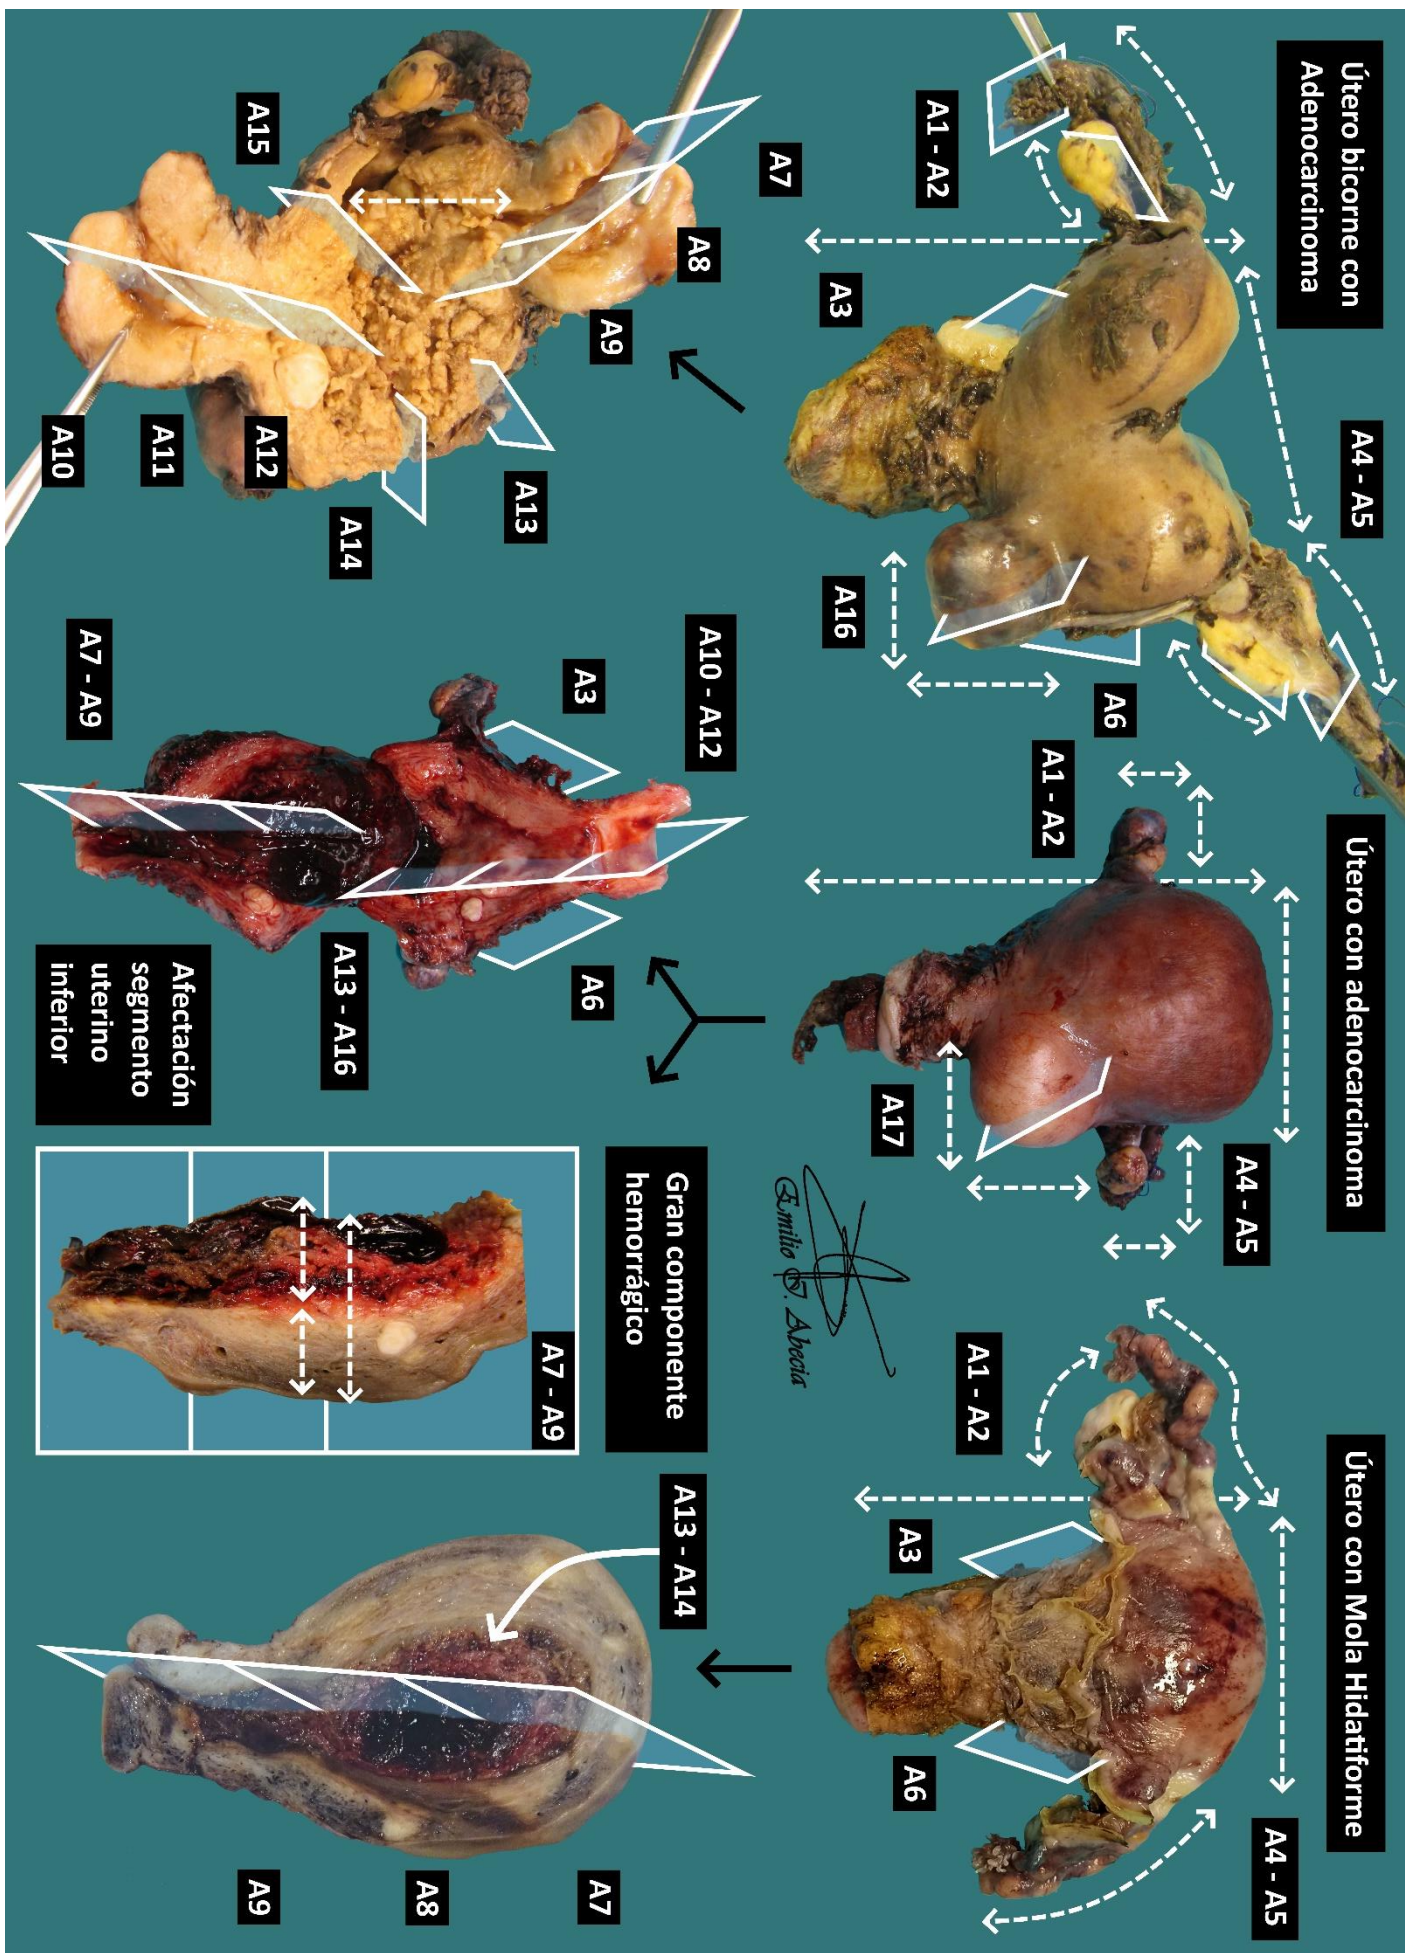 Útero bicorne con
Adenocarcinoma
A1 - A2
A3
A4 - A5
A16
A6
A7
A8
A9
A15
A10
A11
A12
A13
A14
Útero con adenocarcinoma
A1 - A2
A4 - A5
A17
A10 - A12
A3
A6
A7 - A9
A13 - A16
Afectación
segmento
uterino
inferior
Gran componente
hemorrágico
A7 - A9
Emilio J. Abecia
Útero con Mola Hidatiforme
A1 - A2
A3
A4 - A5
A6
A13 - A14
A7
A8
A9